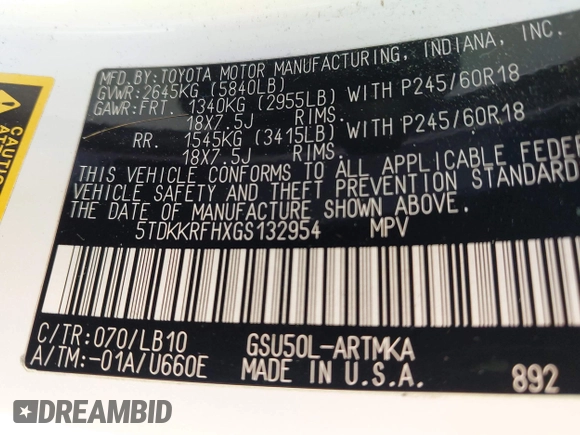 MFD.BY:TOYOTA MOTOR MANUFACTURING, INDIANA, INC.
GVWR:2645KG (5840LB)
GAWR:FRT 1340KG (2955LB) WITH P245/60R18
18X7.5J RIMS.
RR. 1545KG (3415LB) WITH P245/60R18
18X7.5J RIMS.
THIS VEHICLE CONFORMS TO ALL APPLICABLE
VEHICLE SAFETY AND THEFT PREVENTION STANDARDS
THE DATE OF MANUFACTURE SHOWN ABOVE.
5TDKKRFHXGS132954 MPV
C/TR:070/LB10 GSU50L-ARTMKA
A/TM:-01A/U660E MADE IN U.S.A. 892
CAUTION
DREAMBID